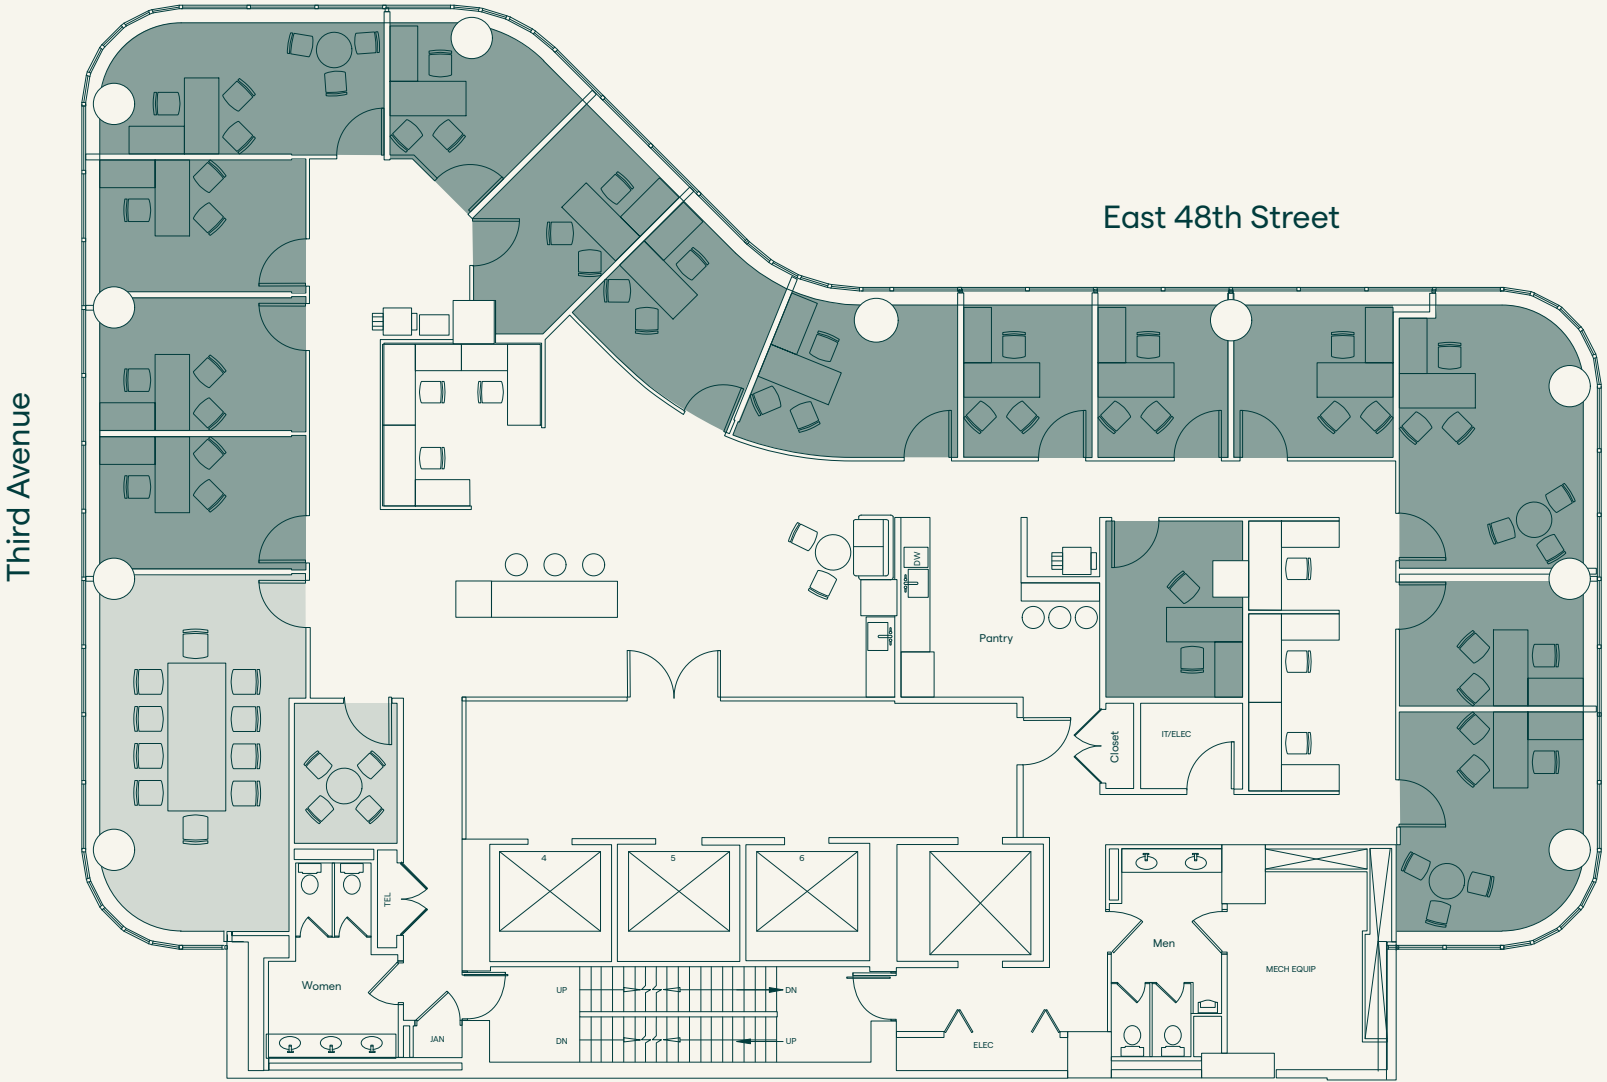 East 48th Street
Third Avenue
DW
Pantry
Closet
IT/ELEC
4
5
6
TEL
Men
MECH EQUIP
Women
UP
DN
JAN
DN
UP
ELEC